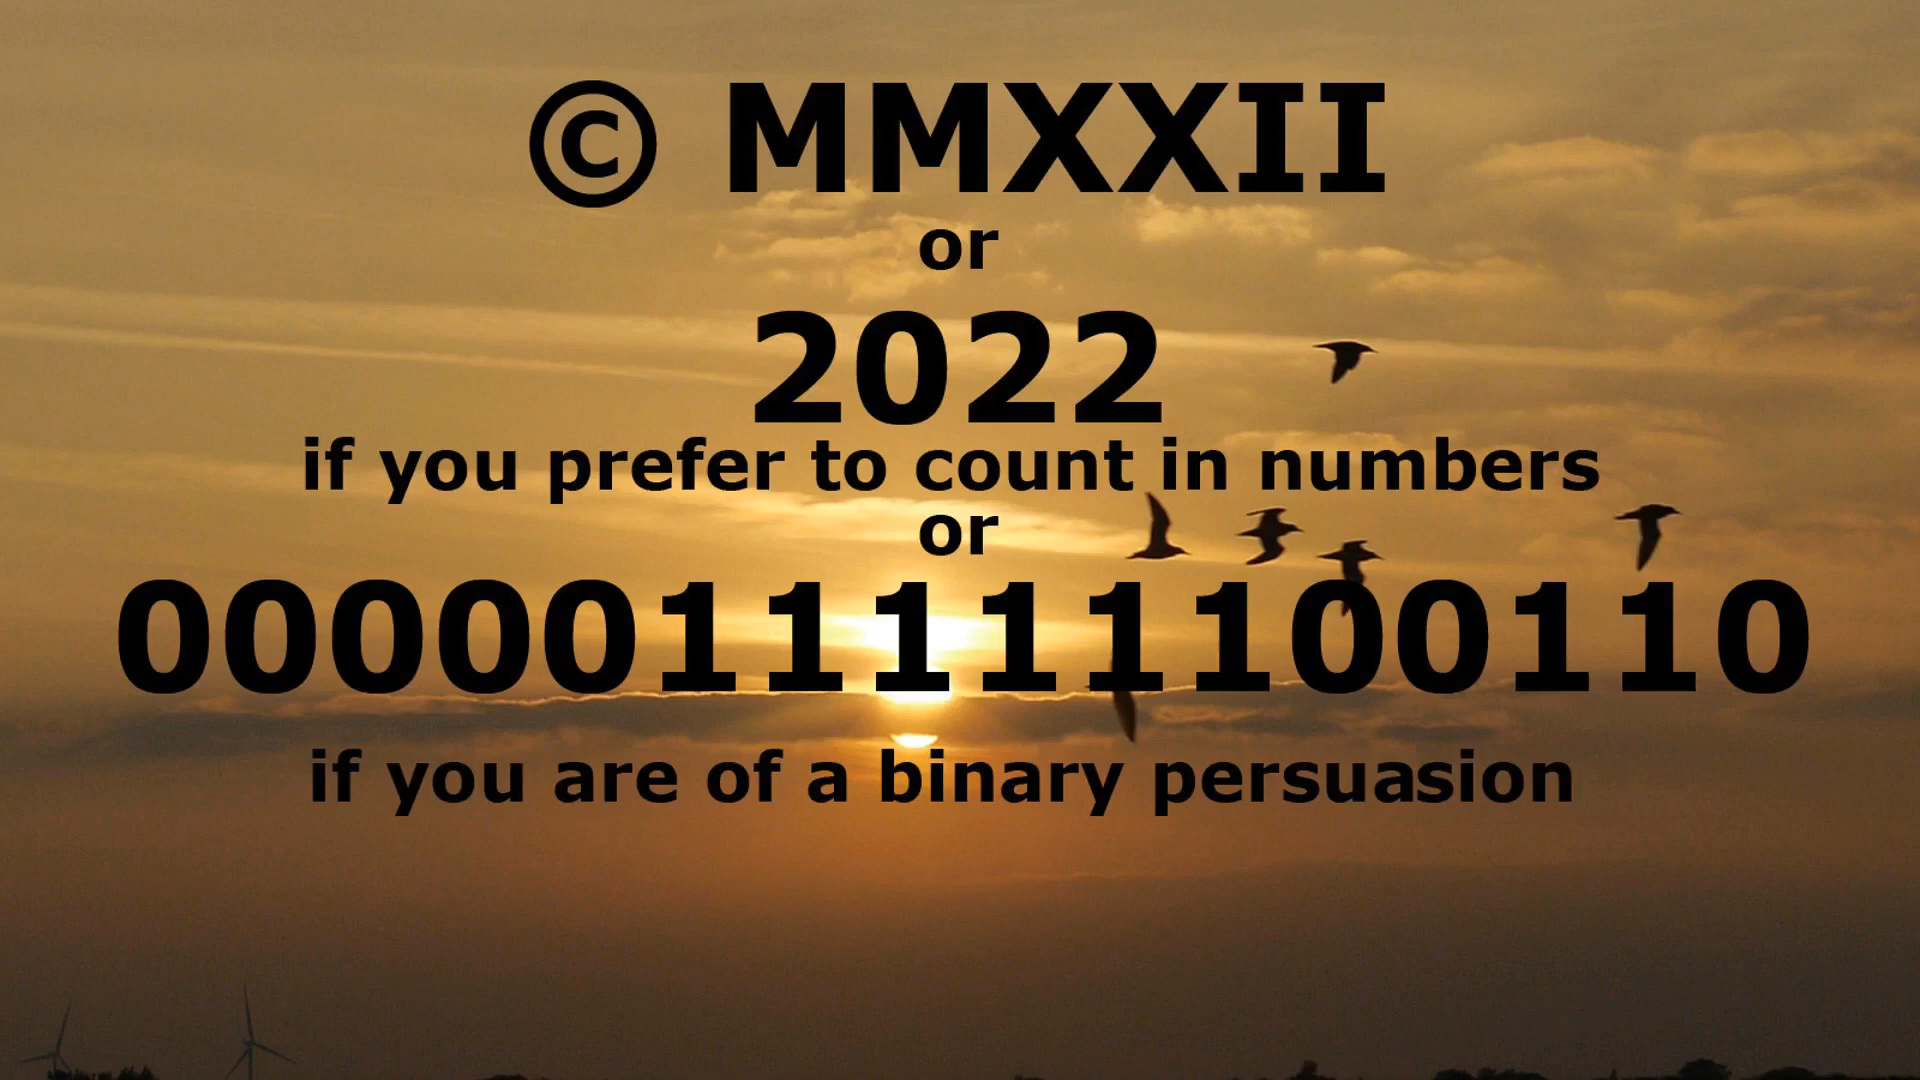 © MMXXII
or
2022
if you prefer to count in numbers
or
0000011111100110
if you are of a binary persuasion